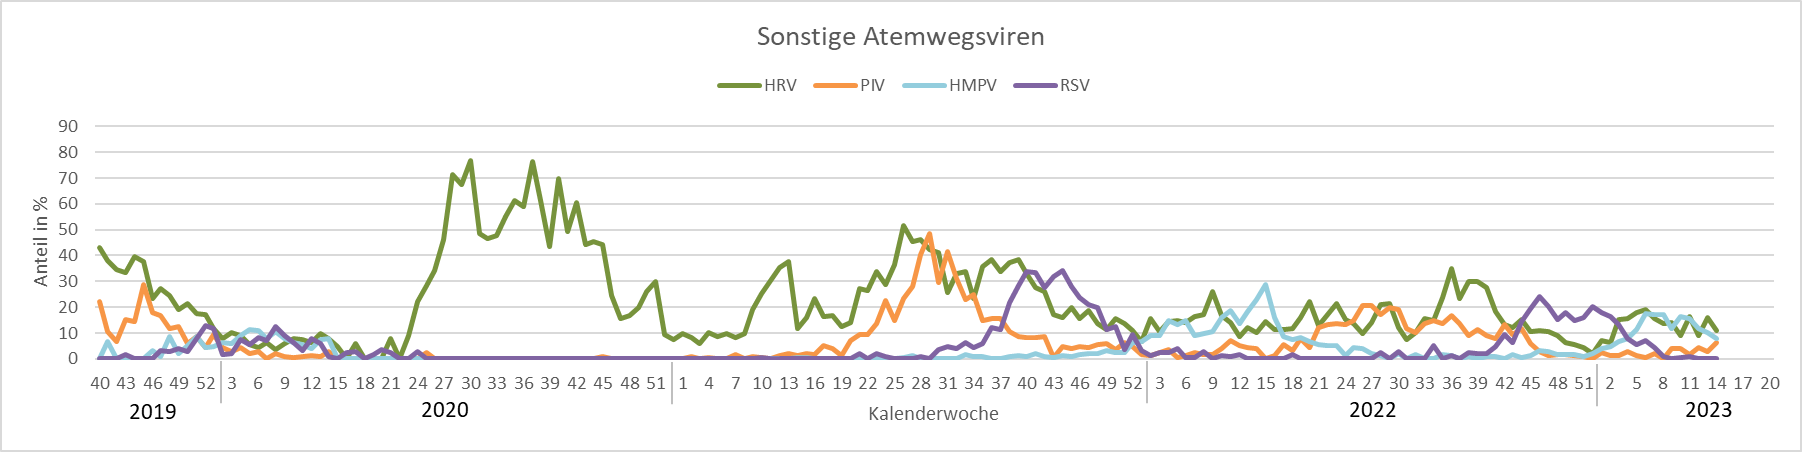 Sonstige Atemwegsviren
HRV PIV HMPV RSV
Anteil in %
90
80
70
60
50
40
30
20
10
0
40 43 46 49 52 3 6 9 12 15 18 21 24 27 30 33 36 39 42 45 48 51 1 4 7 10 13 16 19 22 25 28 31 34 37 40 43 46 49 52 3 6 9 12 15 18 21 24 27 30 33 36 39 42 45 48 51 2 5 8 11 14 17 20
2019 2020 2022 2023
Kalenderwoche